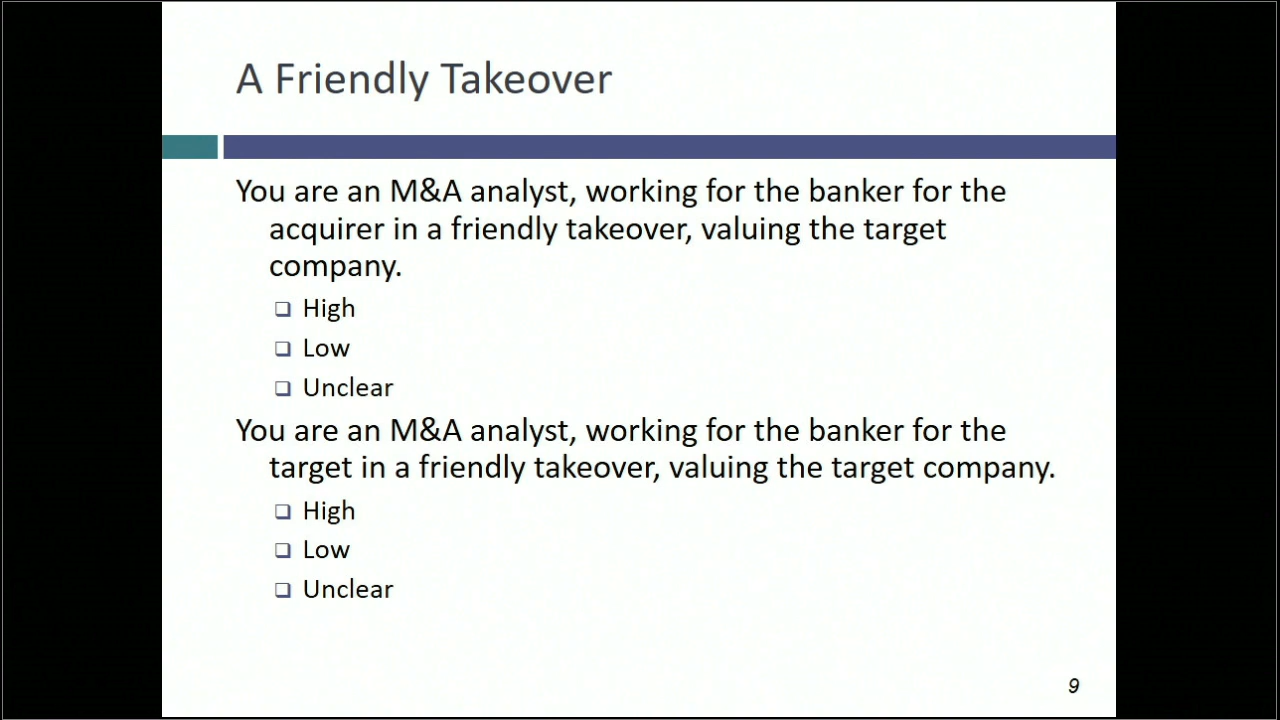 A Friendly Takeover
You are an M&A analyst, working for the banker for the
acquirer in a friendly takeover, valuing the target
company.
❑ High
❑ Low
❑ Unclear
You are an M&A analyst, working for the banker for the
target in a friendly takeover, valuing the target company.
❑ High
❑ Low
❑ Unclear
9